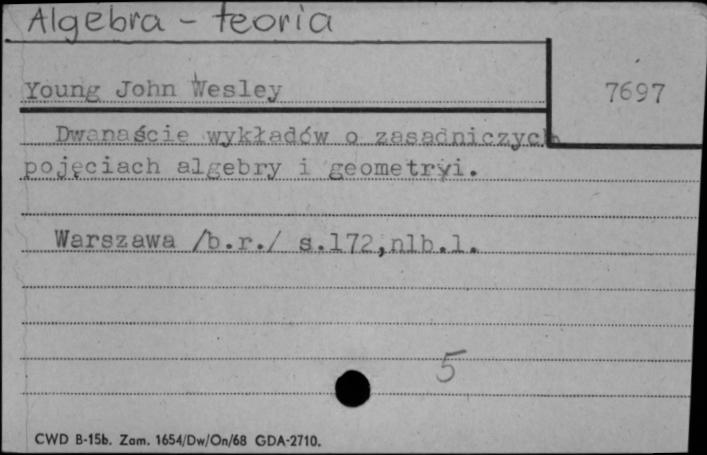 Algebra - teoria
Young John Wesley
7697
Dwanaście wykładów o zasadniczych
pojęciach algebry i geometryi.
Warszawa /b.r./ s.172,nlb.1.
5
CWD B-15b. Zam. 1654/Dw/On/68 GDA-2710.